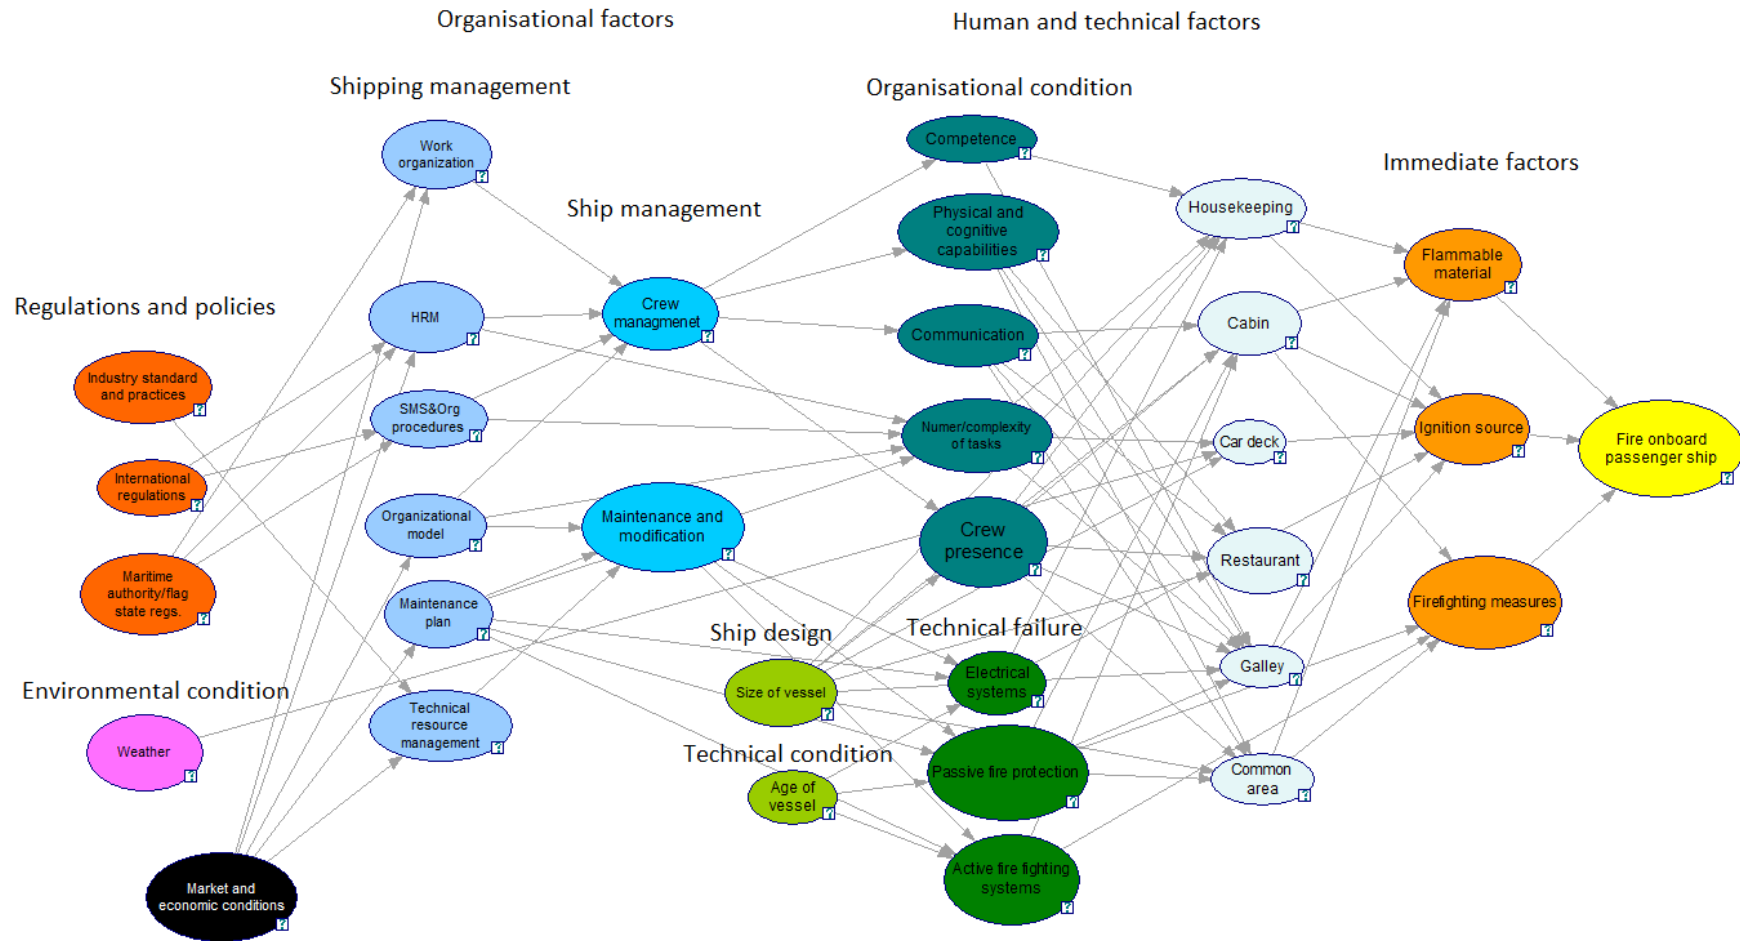 Organisational factors
Human and technical factors
Shipping management
Organisational condition
Work
organization
Competence
Immediate factors
Ship management
Physical and
cognitive
capabilities
Housekeeping
Flammable
material
Regulations and policies
HRM
Crew
managmenet
Communication
Cabin
Industry standard
and practices
SMS&Org
procedures
Numer/complexity
of tasks
Car deck
Ignition source
Fire onboard
passenger ship
International
regulations
Organizational
model
Maintenance and
modification
Crew
presence
Restaurant
Maritime
authority/flag
state regs.
Maintenance
plan
Firefighting measures
Ship design
Technical failure
Environmental condition
Size of vessel
Electrical
systems
Galley
Weather
Technical
resource
management
Technical condition
Age of
vessel
Passive fire protection
Common
area
Market and
economic conditions
Active fire fighting
systems